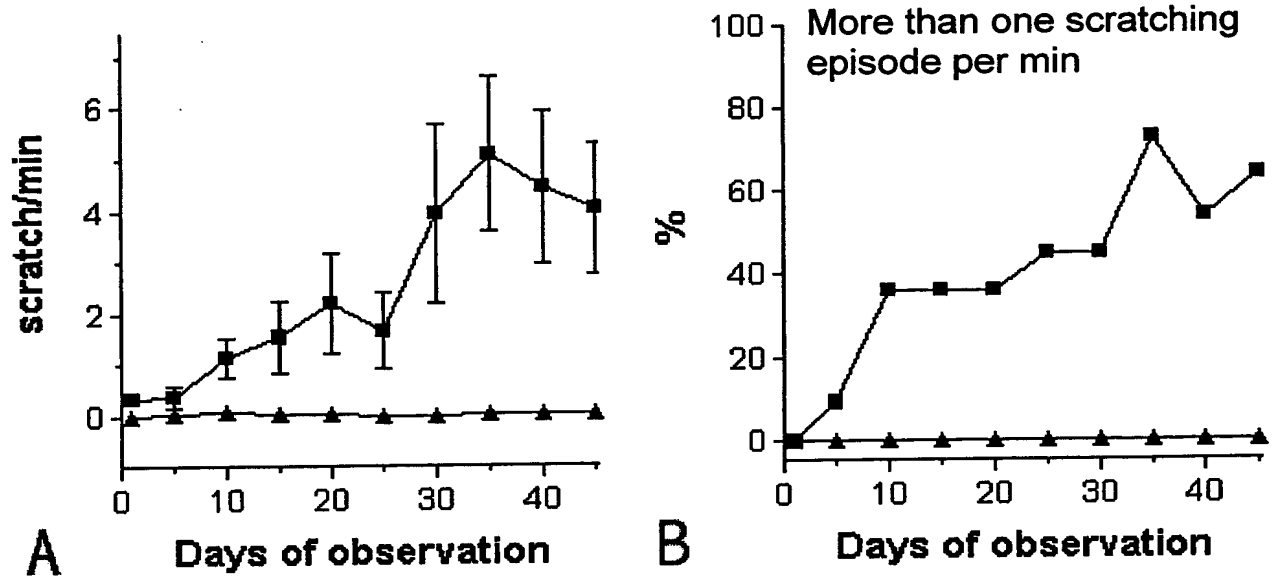 scratch/min
6
4
2
0
0 10 20 30 40
Days of observation
A
More than one scratching
episode per min
%
100
80
60
40
20
0
0 10 20 30 40
Days of observation
B